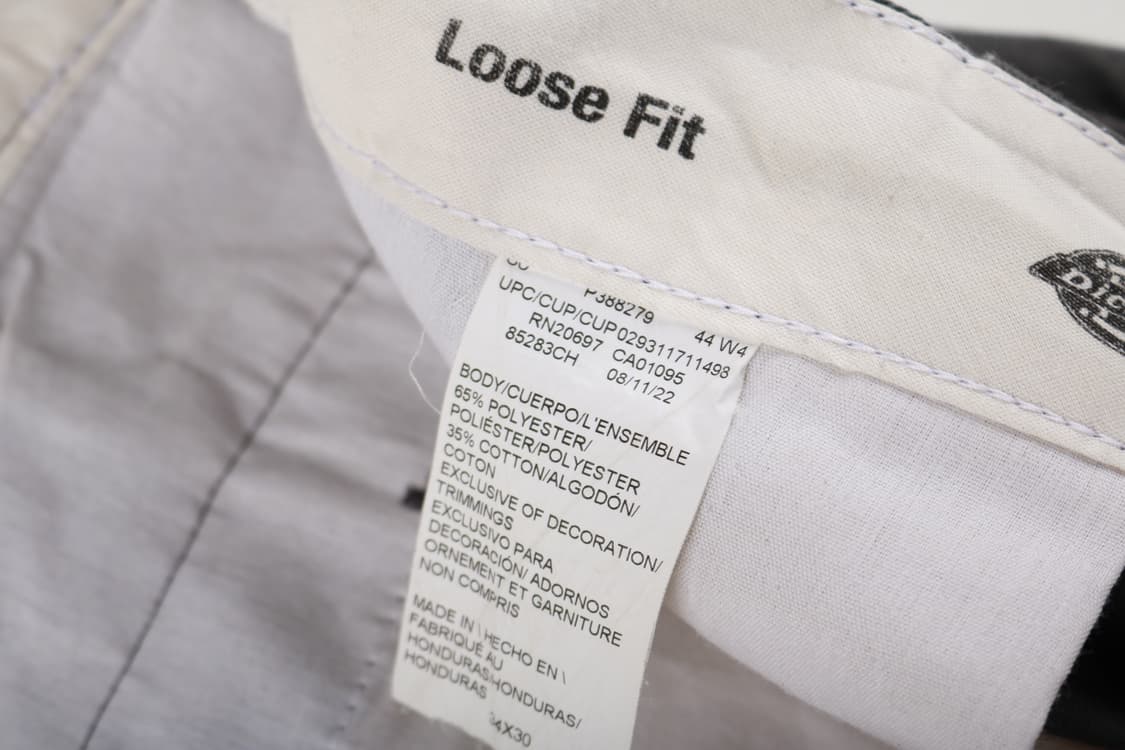 Loose Fit
P388279 44 W4
UPC/CUP/CUP029311711498
RN20697 CA01095
85283CH 08/11/22
BODY/CUERPO/L'ENSEMBLE
65% POLYESTER/
POLIÉSTER/POLYESTER
35% COTTON/ALGODÓN/
COTON
EXCLUSIVE OF DECORATION/
TRIMMINGS
EXCLUSIVO PARA
DECORACIÓN/ ADORNOS
ORNEMENT ET GARNITURE
NON COMPRIS
MADE IN \ HECHO EN \
FABRIQUÉ AU
HONDURAS/HONDURAS/
HONDURAS
4X30